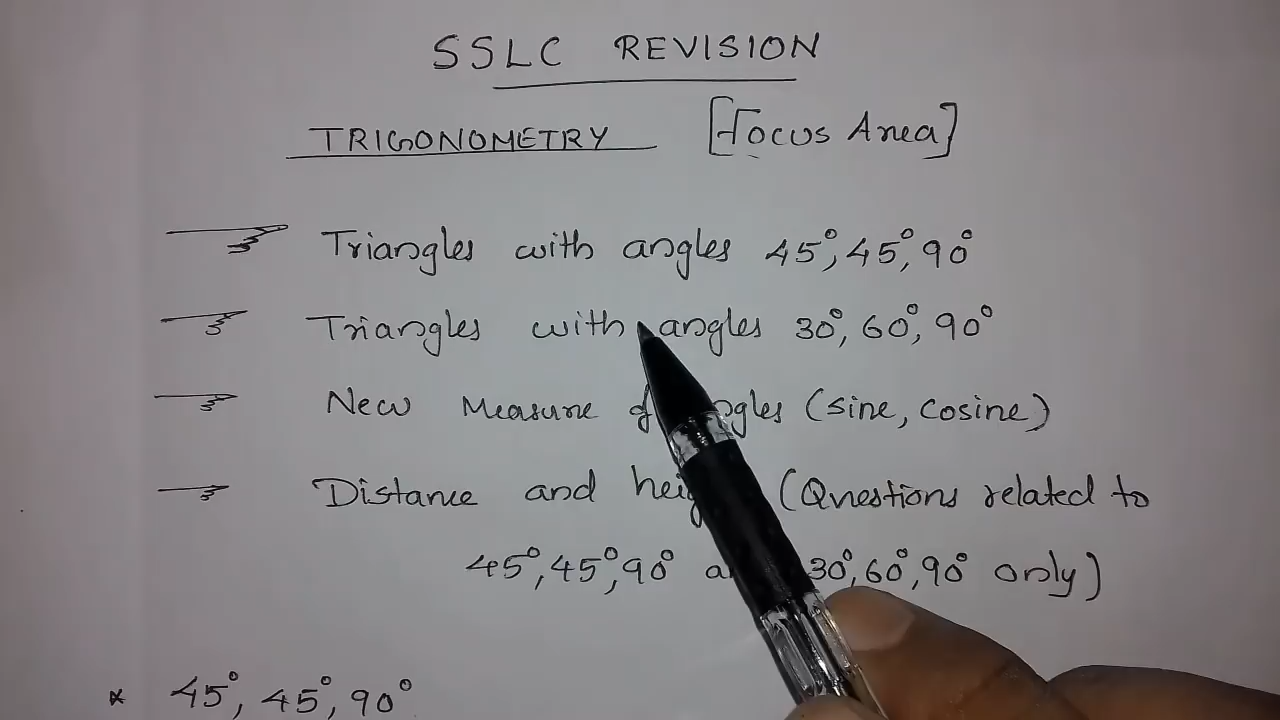 SSLC REVISION
TRIGONOMETRY [Focus Area]
Triangles with angles 45°, 45°, 90°
Triangles with angles 30°, 60°, 90°
New Measure of (sine, cosine)
Distance and (Questions related to
45°, 45°, 90° 30°, 60°, 90° only)
* 45°, 45°, 90°